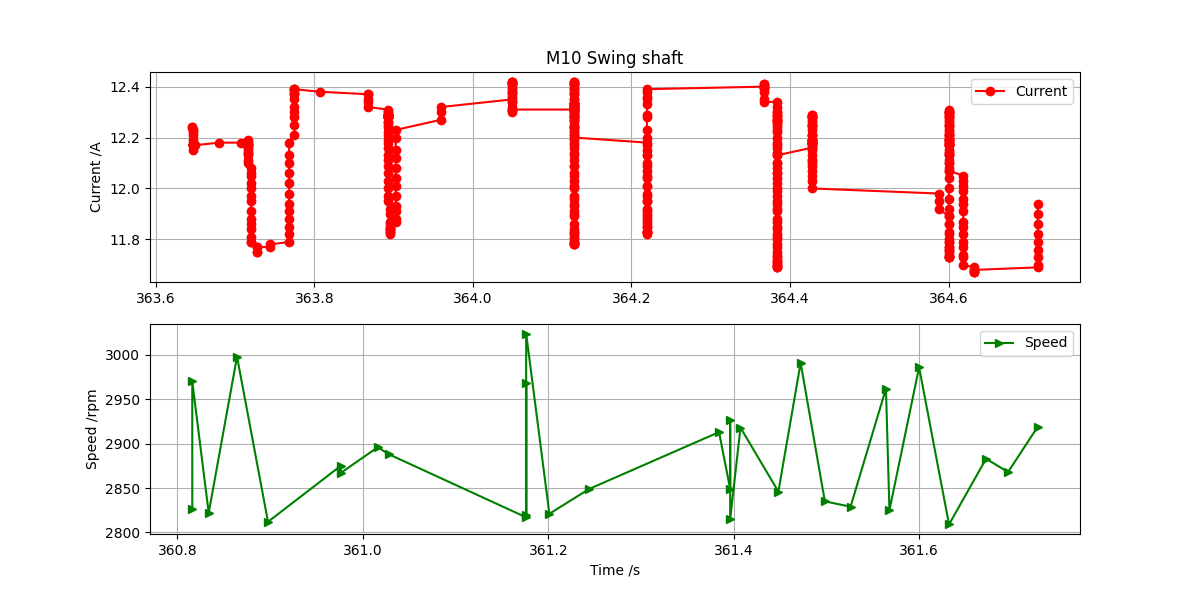 M10 Swing shaft
12.4
12.2
12.0
11.8
Current /A
Current
363.6 363.8 364.0 364.2 364.4 364.6
3000
2950
2900
2850
2800
Speed /rpm
Speed
360.8 361.0 361.2 361.4 361.6
Time /s